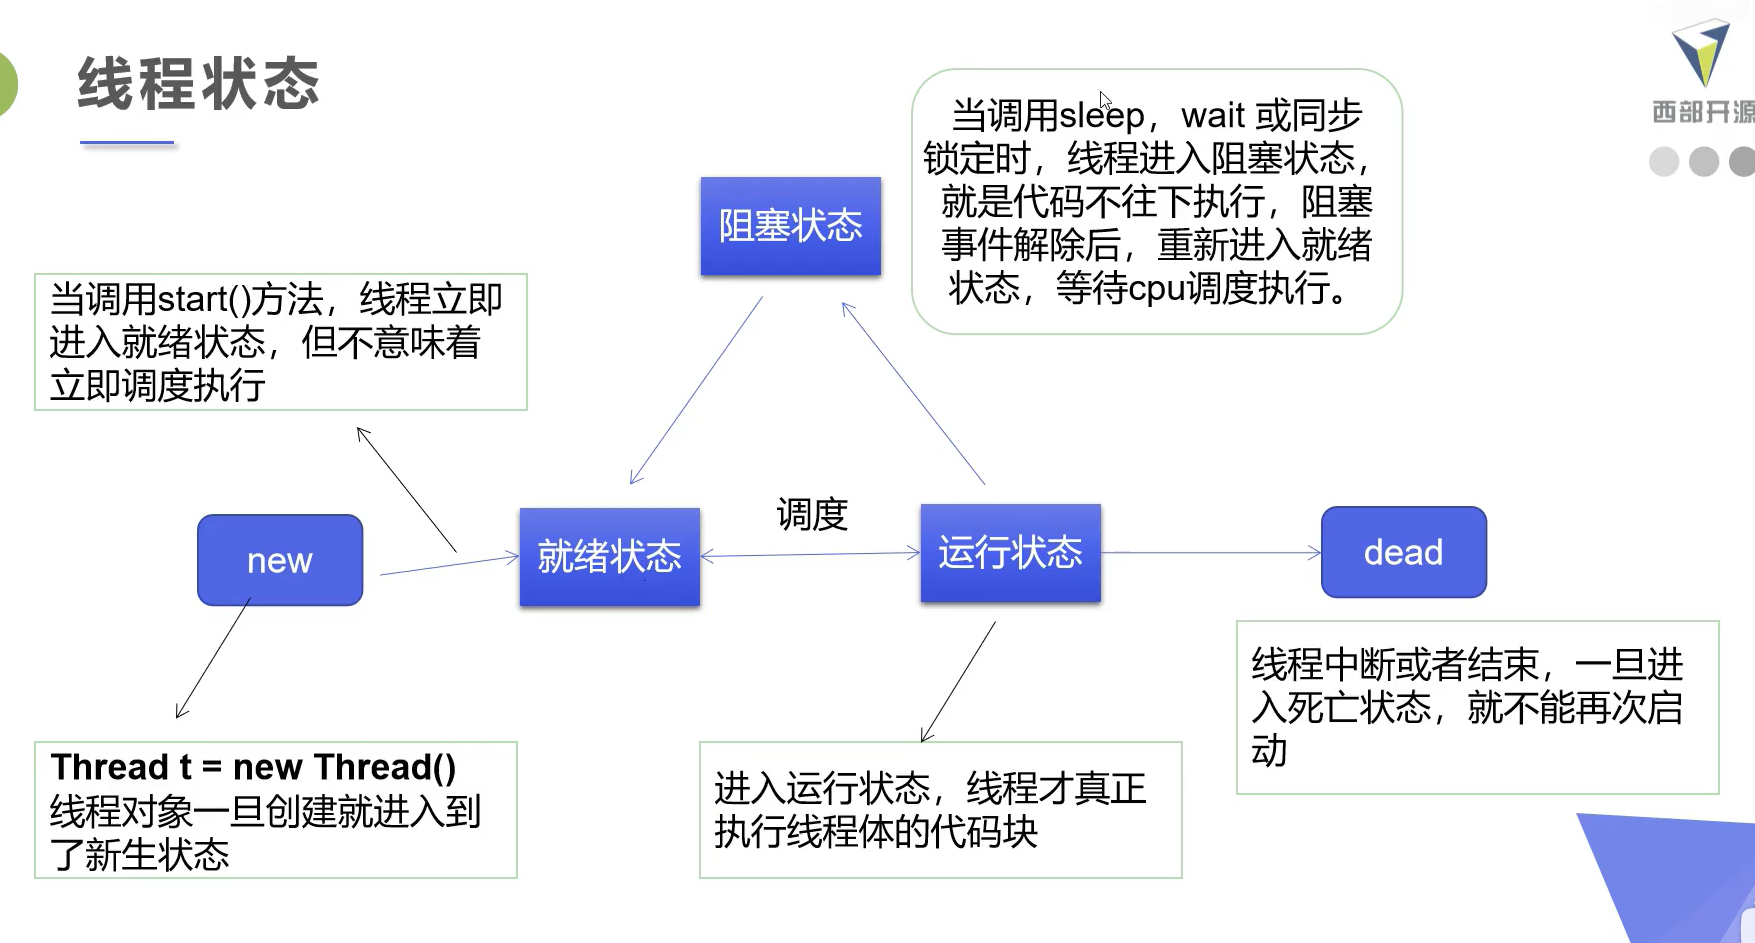 线程状态
西部开源
当调用sleep，wait 或同步
锁定时，线程进入阻塞状态，
就是代码不往下执行，阻塞
事件解除后，重新进入就绪
状态，等待cpu调度执行。
阻塞状态
当调用start()方法，线程立即
进入就绪状态，但不意味着
立即调度执行
调度
new
就绪状态
运行状态
dead
线程中断或者结束，一旦进
入死亡状态，就不能再次启
动
Thread t = new Thread()
线程对象一旦创建就进入到
了新生状态
进入运行状态，线程才真正
执行线程体的代码块